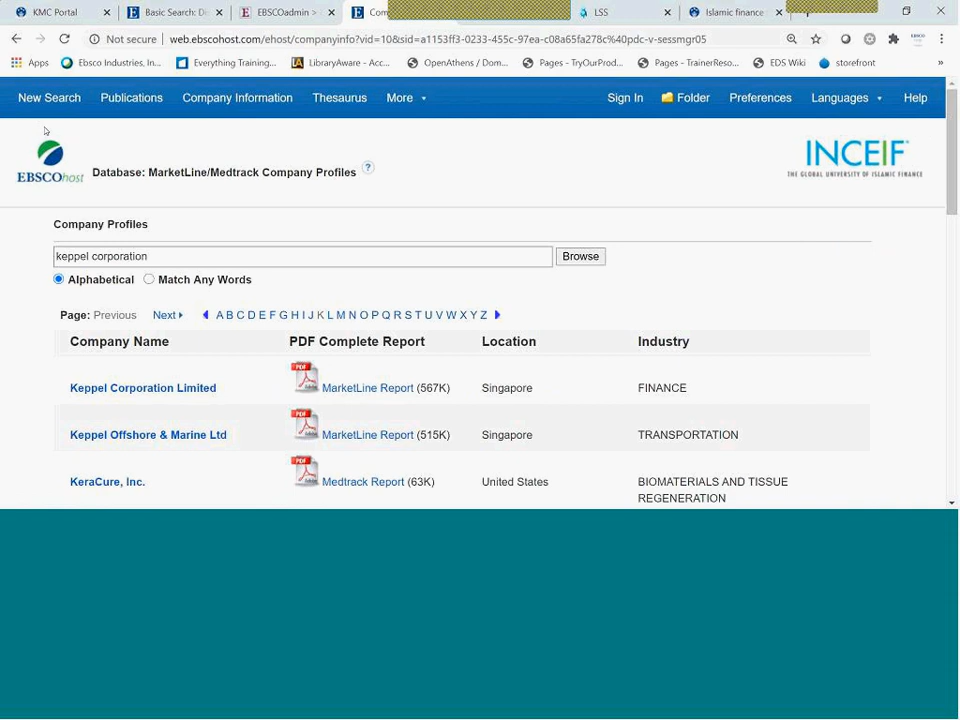 KMC Portal
Basic Search: Di
EBSCOadmin >
LSS
Islamic finance
Not secure | web.ebscohost.com/ehost/companyinfo?vid=10&sid=a1153ff3-0233-455c-97ea-c08a65fa278c%40pdc-v-sessmgr05
Apps Ebsco Industries, In... Everything Training... LibraryAware - Acc... OpenAthens / Dom... Pages - TryOurProd... Pages - TrainerReso... EDS Wiki storefront »
New Search Publications Company Information Thesaurus More Sign In Folder Preferences Languages Help
EBSCOhost
Database: MarketLine/Medtrack Company Profiles ?
INCEIF
THE GLOBAL UNIVERSITY OF ISLAMIC FINANCE
Company Profiles
keppel corporation Browse
Alphabetical Match Any Words
Page: Previous Next A B C D E F G H I J K L M N O P Q R S T U V W X Y Z
Company Name PDF Complete Report Location Industry
Keppel Corporation Limited PDF MarketLine Report (567K) Singapore FINANCE
Keppel Offshore & Marine Ltd PDF MarketLine Report (515K) Singapore TRANSPORTATION
KeraCure, Inc. PDF Medtrack Report (63K) United States BIOMATERIALS AND TISSUE
REGENERATION